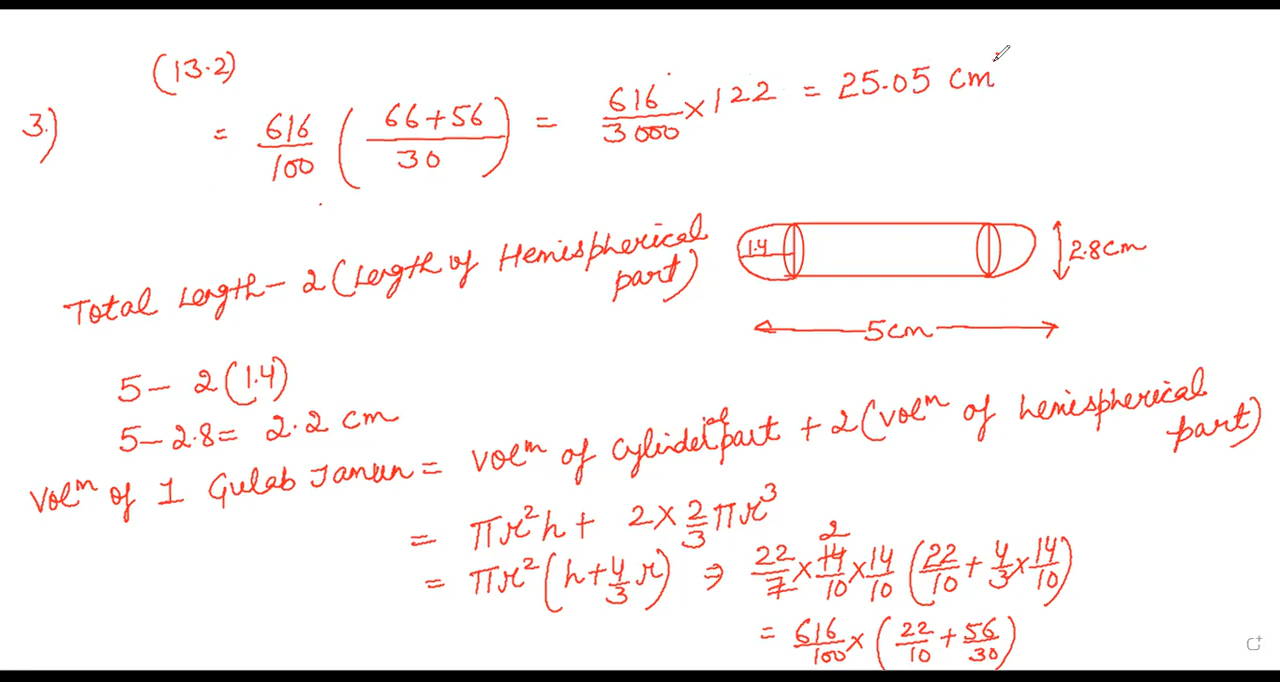 (13.2)
3.)
= 616/100 ( 66+56/30 ) = 616/3000 × 122 = 25.05 cm
Total Length - 2 (Length of Hemispherical part)
1.4
2.8cm
5cm
5 - 2(1.4)
5 - 2.8 = 2.2 cm
Volᵐ of 1 Gulab Jamun = Volᵐ of Cylinderical part + 2 (Volᵐ of hemispherical part)
= πr²h + 2 × 2/3 πr³
= πr² (h + 4/3 r) ⇒ 22/7 × 14/10 × 14/10 ( 22/10 + 4/3 × 14/10 )
2
= 616/100 × ( 22/10 + 56/30 )